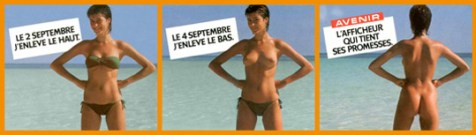 LE 2 SEPTEMBRE
J'ENLEVE LE HAUT.
LE 4 SEPTEMBRE
J'ENLEVE LE BAS.
AVENIR
L'AFFICHEUR
QUI TIENT
SES PROMESSES.